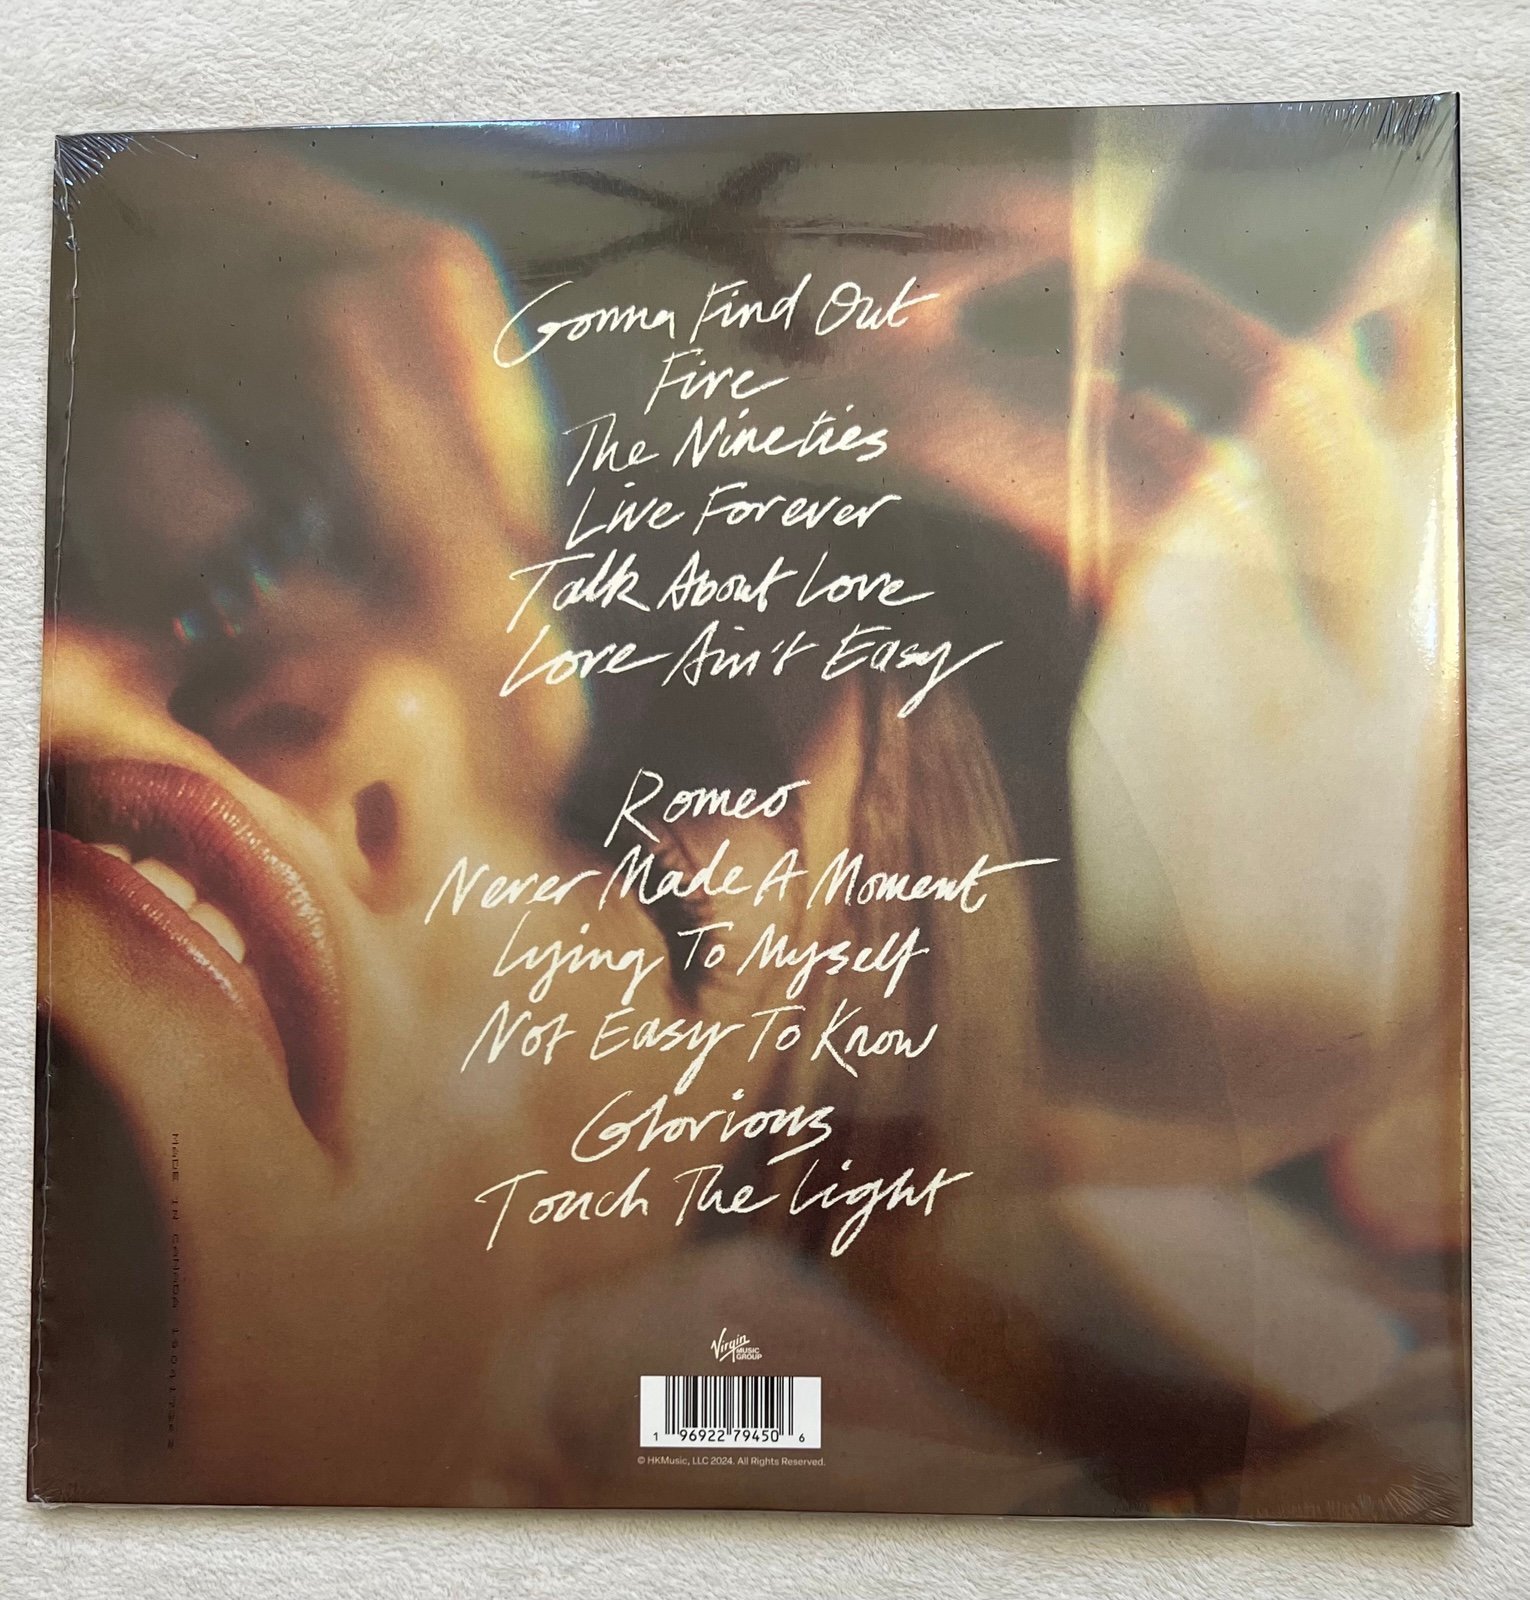 Gonna Find Out
Fire
The Nineties
Live Forever
Talk About Love
Love Ain't Easy
Romeo
Never Made A Moment
Lying To Myself
Not Easy To Know
Glorious
Touch The Light
MADE IN CANADA
Virgin
MUSIC
GROUP
1 96922 79450 6
© HKMusic, LLC 2024. All Rights Reserved.